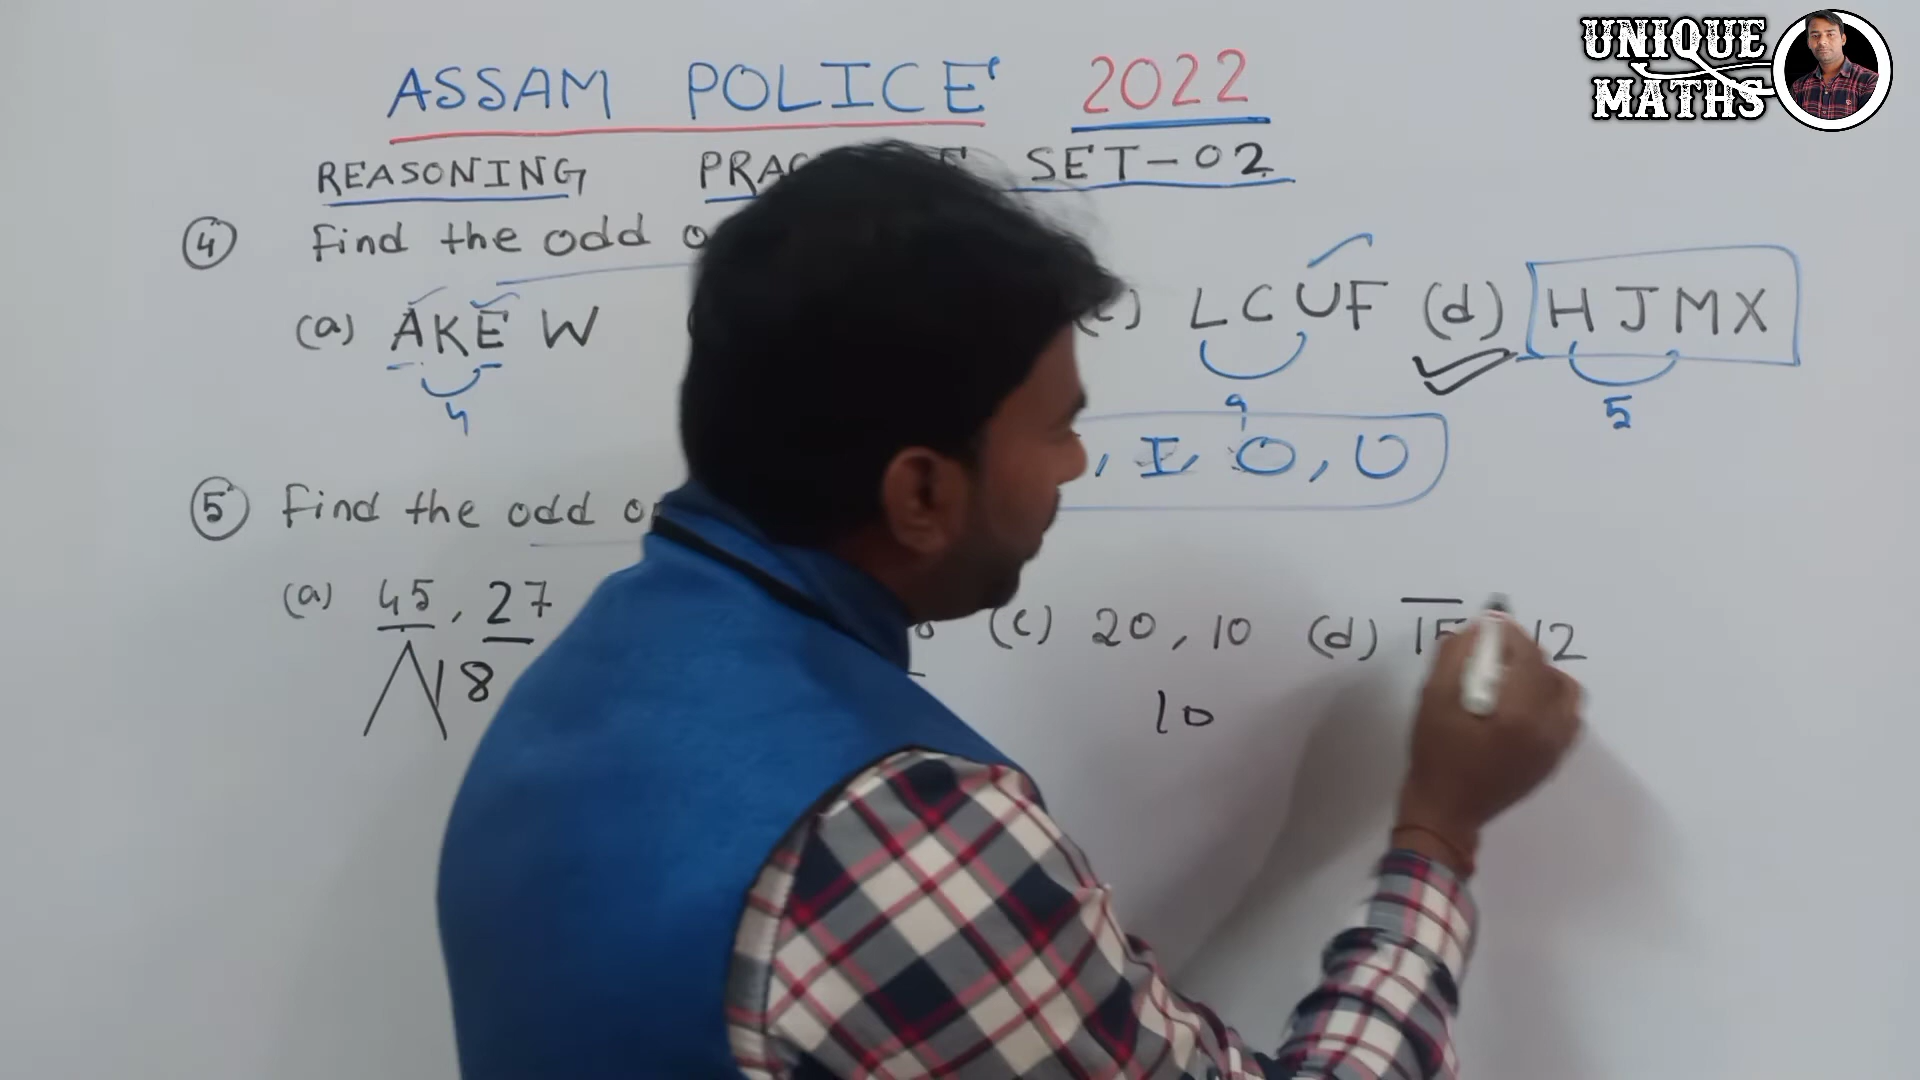 UNIQUE MATHS
ASSAM POLICE 2022
REASONING SET-02
④ Find the odd
(a) AKEW LCUF (d) HJMX
4 9 5
, I, O, U
⑤ Find the odd
(a) 45, 27 (c) 20, 10 (d) 15 12
18 10